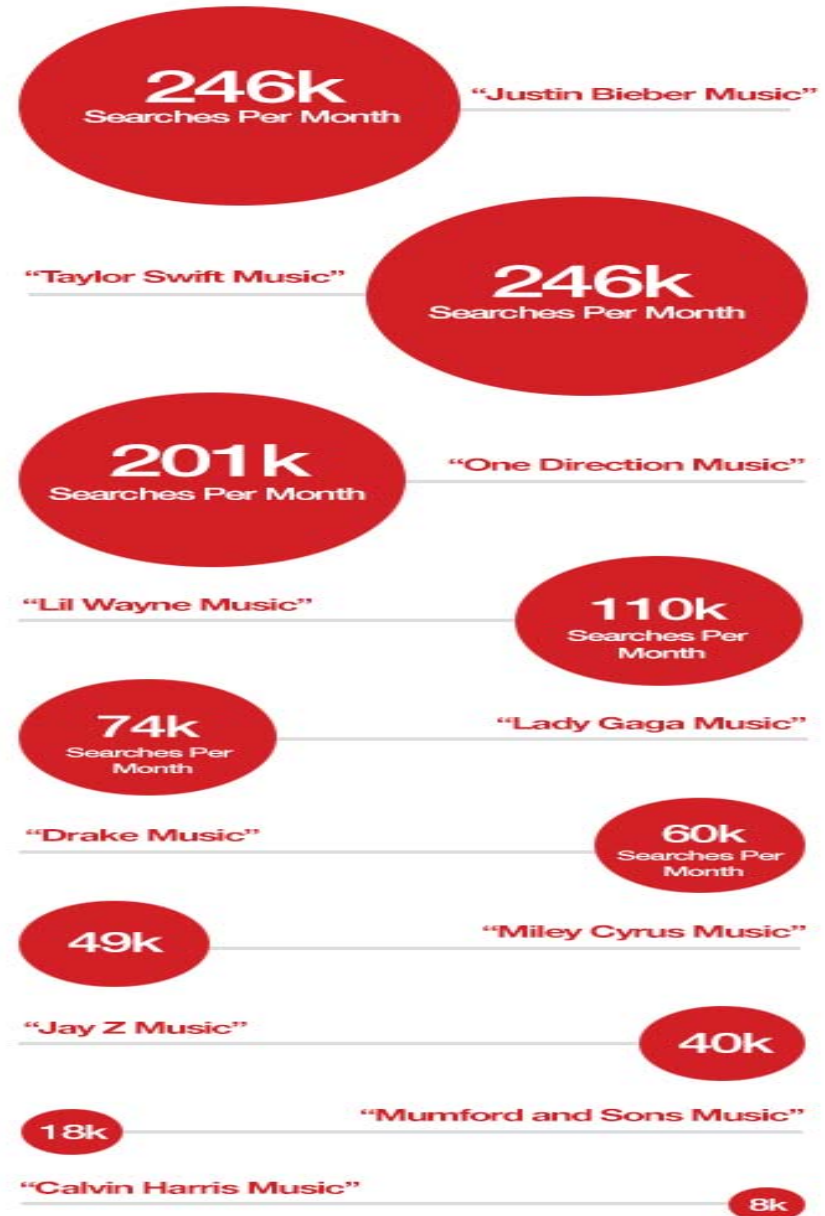 246k
Searches Per Month
“Justin Bieber Music”
“Taylor Swift Music”
246k
Searches Per Month
201k
Searches Per Month
“One Direction Music”
“Lil Wayne Music”
110k
Searches Per
Month
74k
Searches Per
Month
“Lady Gaga Music”
“Drake Music”
60k
Searches Per
Month
49k
“Miley Cyrus Music”
“Jay Z Music”
40k
18k
“Mumford and Sons Music”
“Calvin Harris Music”
8k